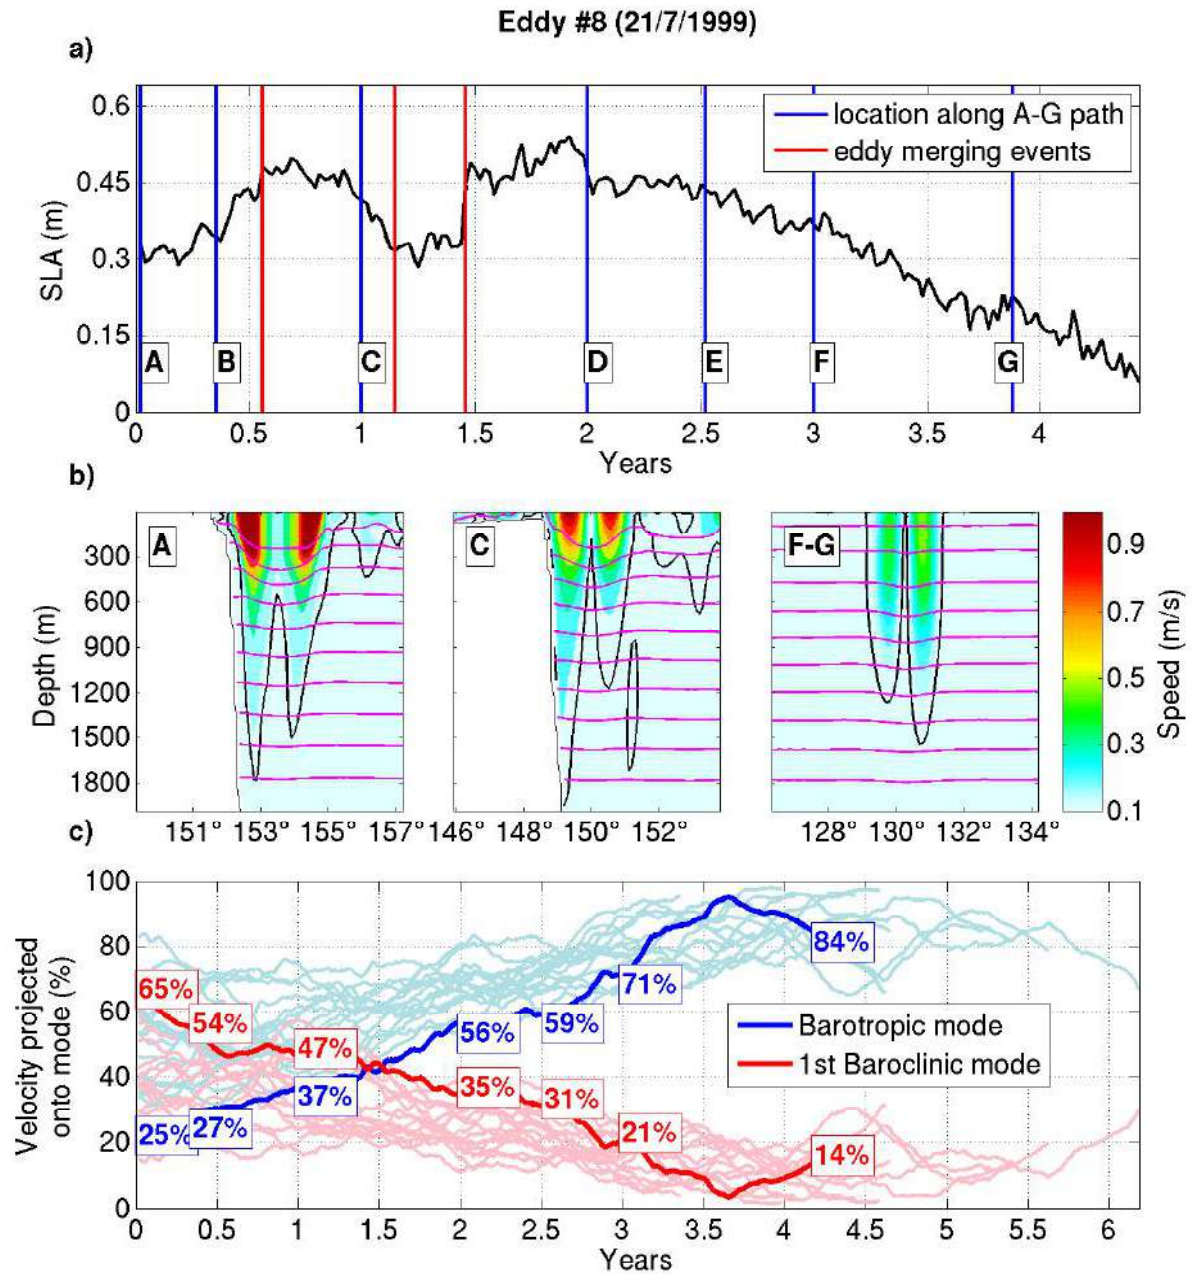 Eddy #8 (21/7/1999)
a)
0.6
0.45
0.3
0.15
0
SLA (m)
location along A-G path
eddy merging events
A
B
C
D
E
F
G
0 0.5 1 1.5 2 2.5 3 3.5 4
Years
b)
A
C
F-G
300
600
900
1200
1500
1800
Depth (m)
151° 153° 155° 157° 146° 148° 150° 152° 128° 130° 132° 134°
0.9
0.7
0.5
0.3
0.1
Speed (m/s)
c)
100
80
60
40
20
0
Velocity projected
onto mode (%)
65%
54%
47%
35%
31%
21%
14%
25%
27%
37%
56%
59%
71%
84%
Barotropic mode
1st Baroclinic mode
0 0.5 1 1.5 2 2.5 3 3.5 4 4.5 5 5.5 6
Years